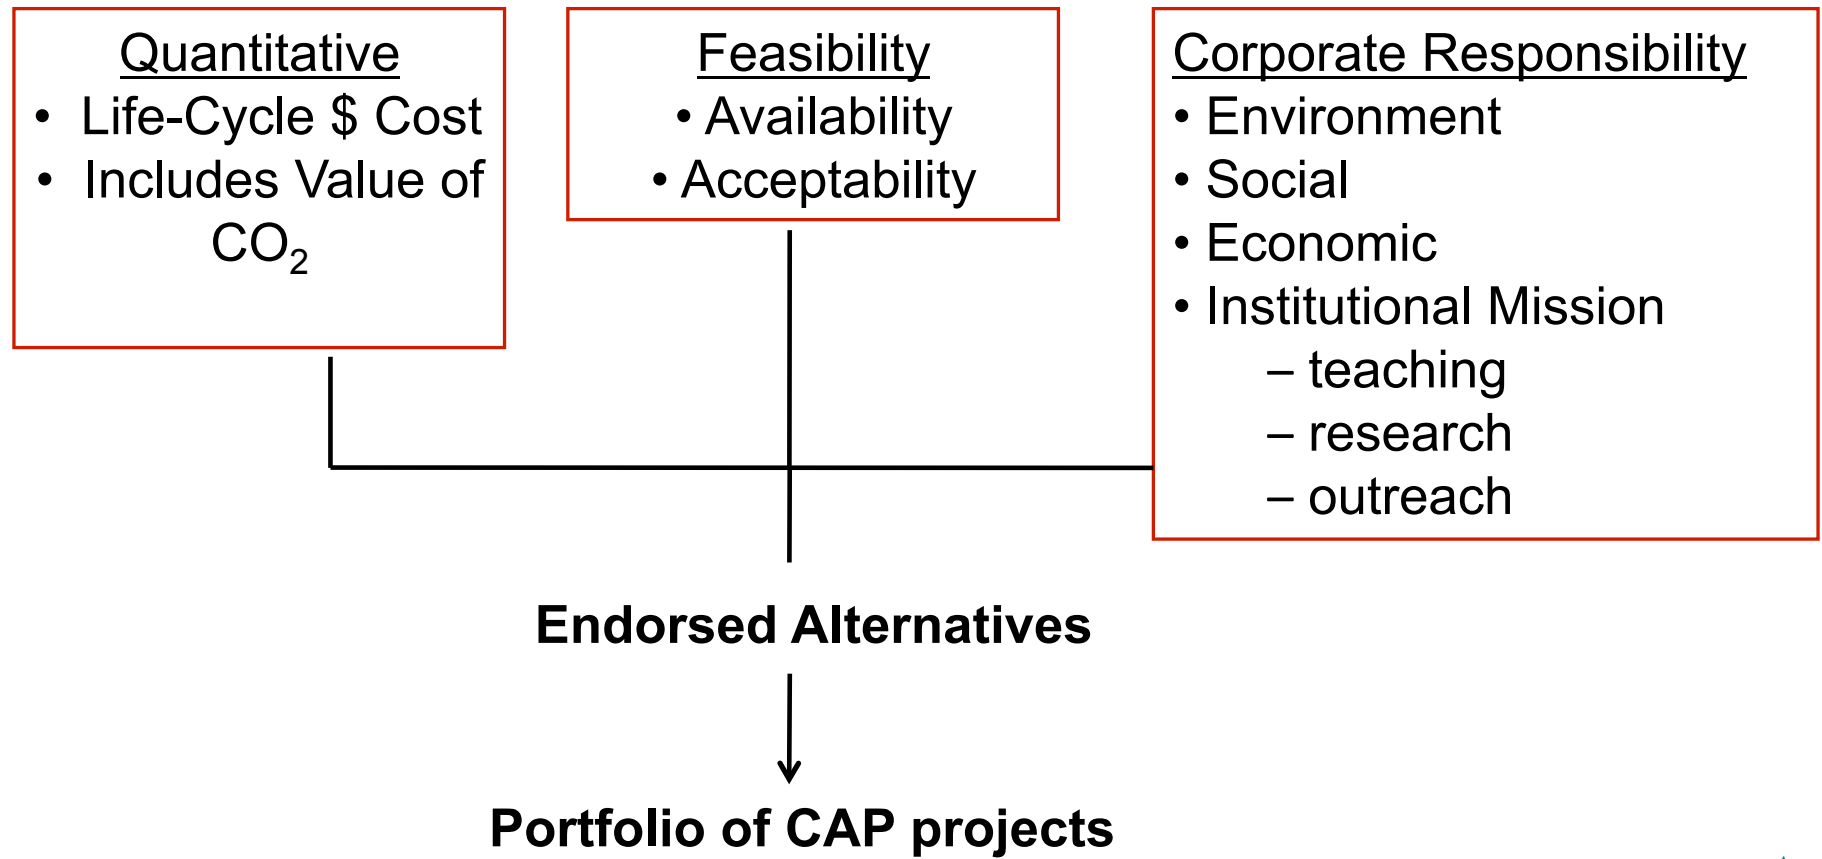 Quantitative
• Life-Cycle $ Cost
• Includes Value of
CO₂
Feasibility
• Availability
• Acceptability
Corporate Responsibility
• Environment
• Social
• Economic
• Institutional Mission
– teaching
– research
– outreach
Endorsed Alternatives
Portfolio of CAP projects